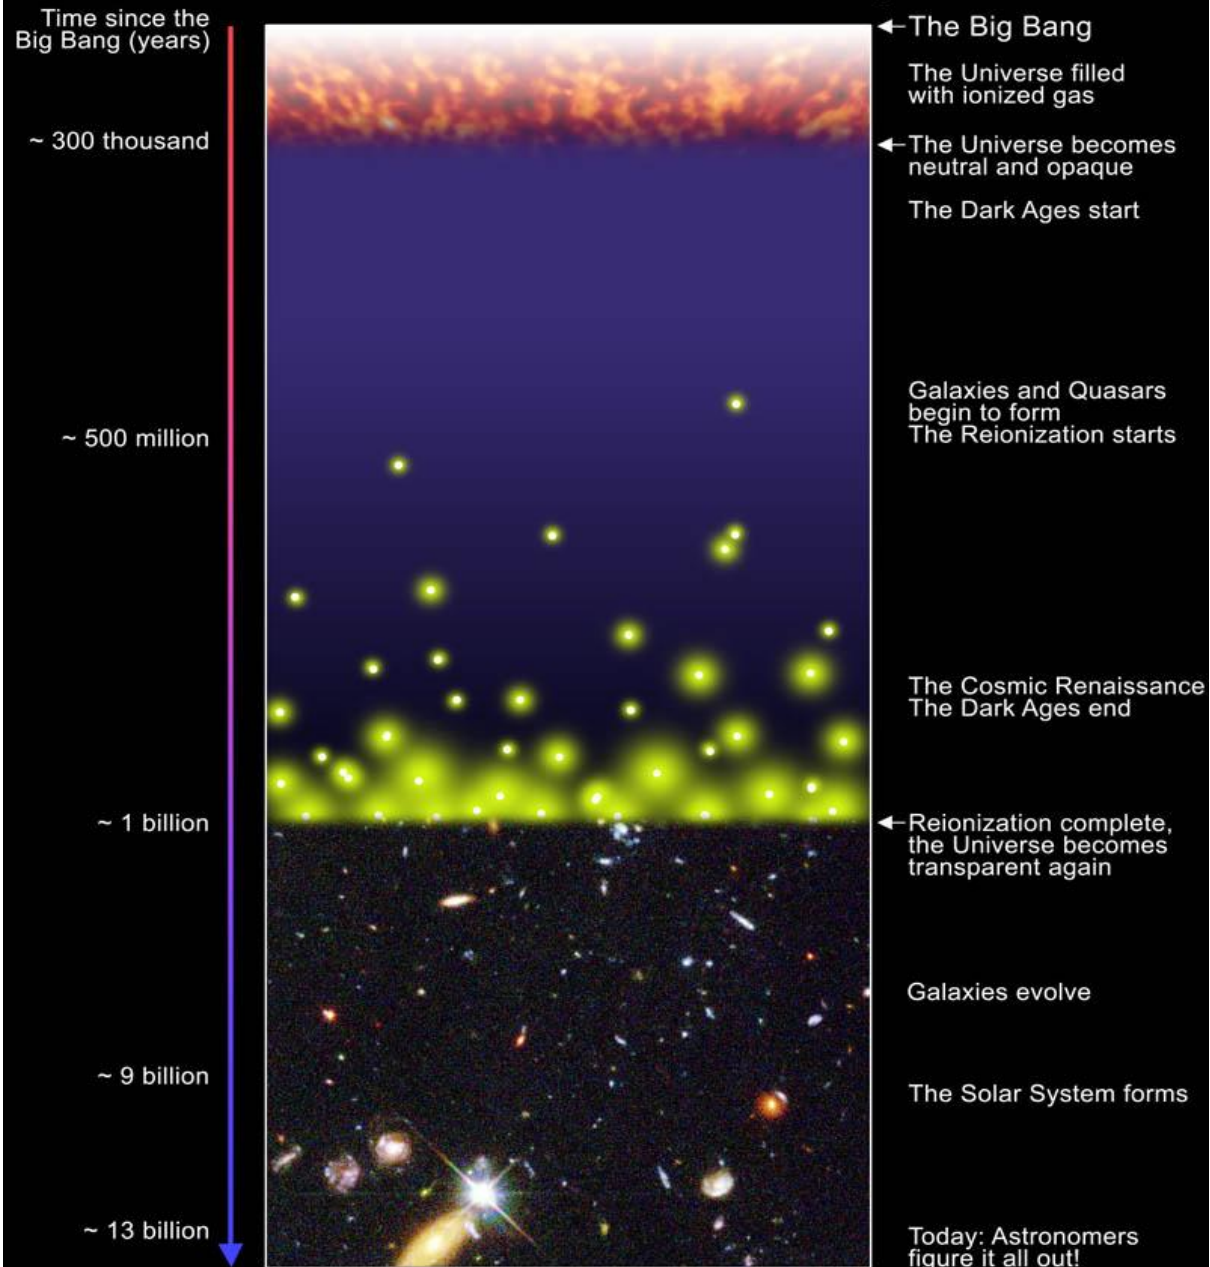 Time since the
Big Bang (years)
The Big Bang
The Universe filled
with ionized gas
~ 300 thousand
The Universe becomes
neutral and opaque
The Dark Ages start
Galaxies and Quasars
begin to form
The Reionization starts
~ 500 million
The Cosmic Renaissance
The Dark Ages end
~ 1 billion
Reionization complete,
the Universe becomes
transparent again
Galaxies evolve
~ 9 billion
The Solar System forms
~ 13 billion
Today: Astronomers
figure it all out!